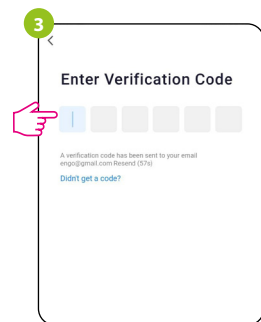 3
Enter Verification Code
A verification code has been sent to your email
engo@gmail.com Resend (57s)
Didn't get a code?